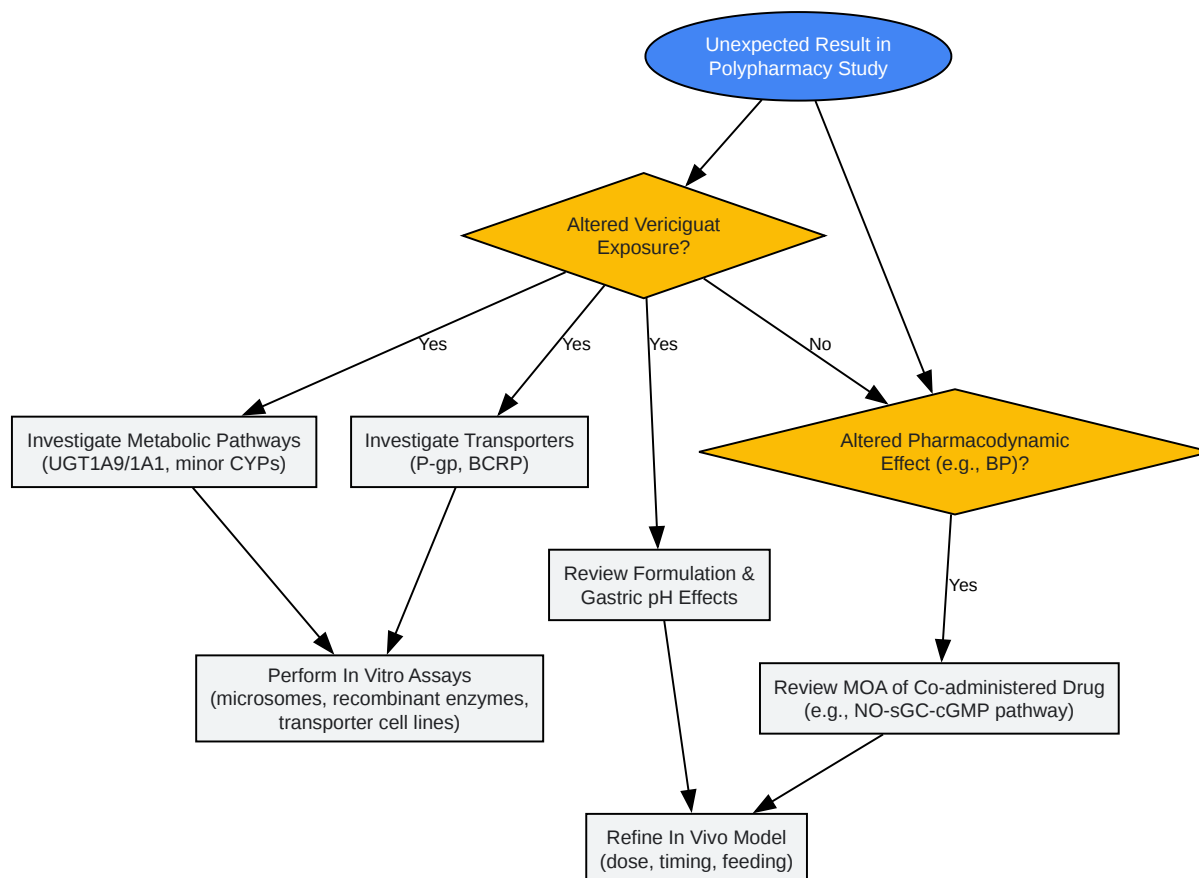 Unexpected Result in
Polypharmacy Study
Altered Vericiguat
Exposure?
Yes
Yes
Yes
No
Investigate Metabolic Pathways
(UGT1A9/1A1, minor CYPs)
Investigate Transporters
(P-gp, BCRP)
Altered Pharmacodynamic
Effect (e.g., BP)?
Review Formulation &
Gastric pH Effects
Yes
Perform In Vitro Assays
(microsomes, recombinant enzymes,
transporter cell lines)
Review MOA of Co-administered Drug
(e.g., NO-sGC-cGMP pathway)
Refine In Vivo Model
(dose, timing, feeding)